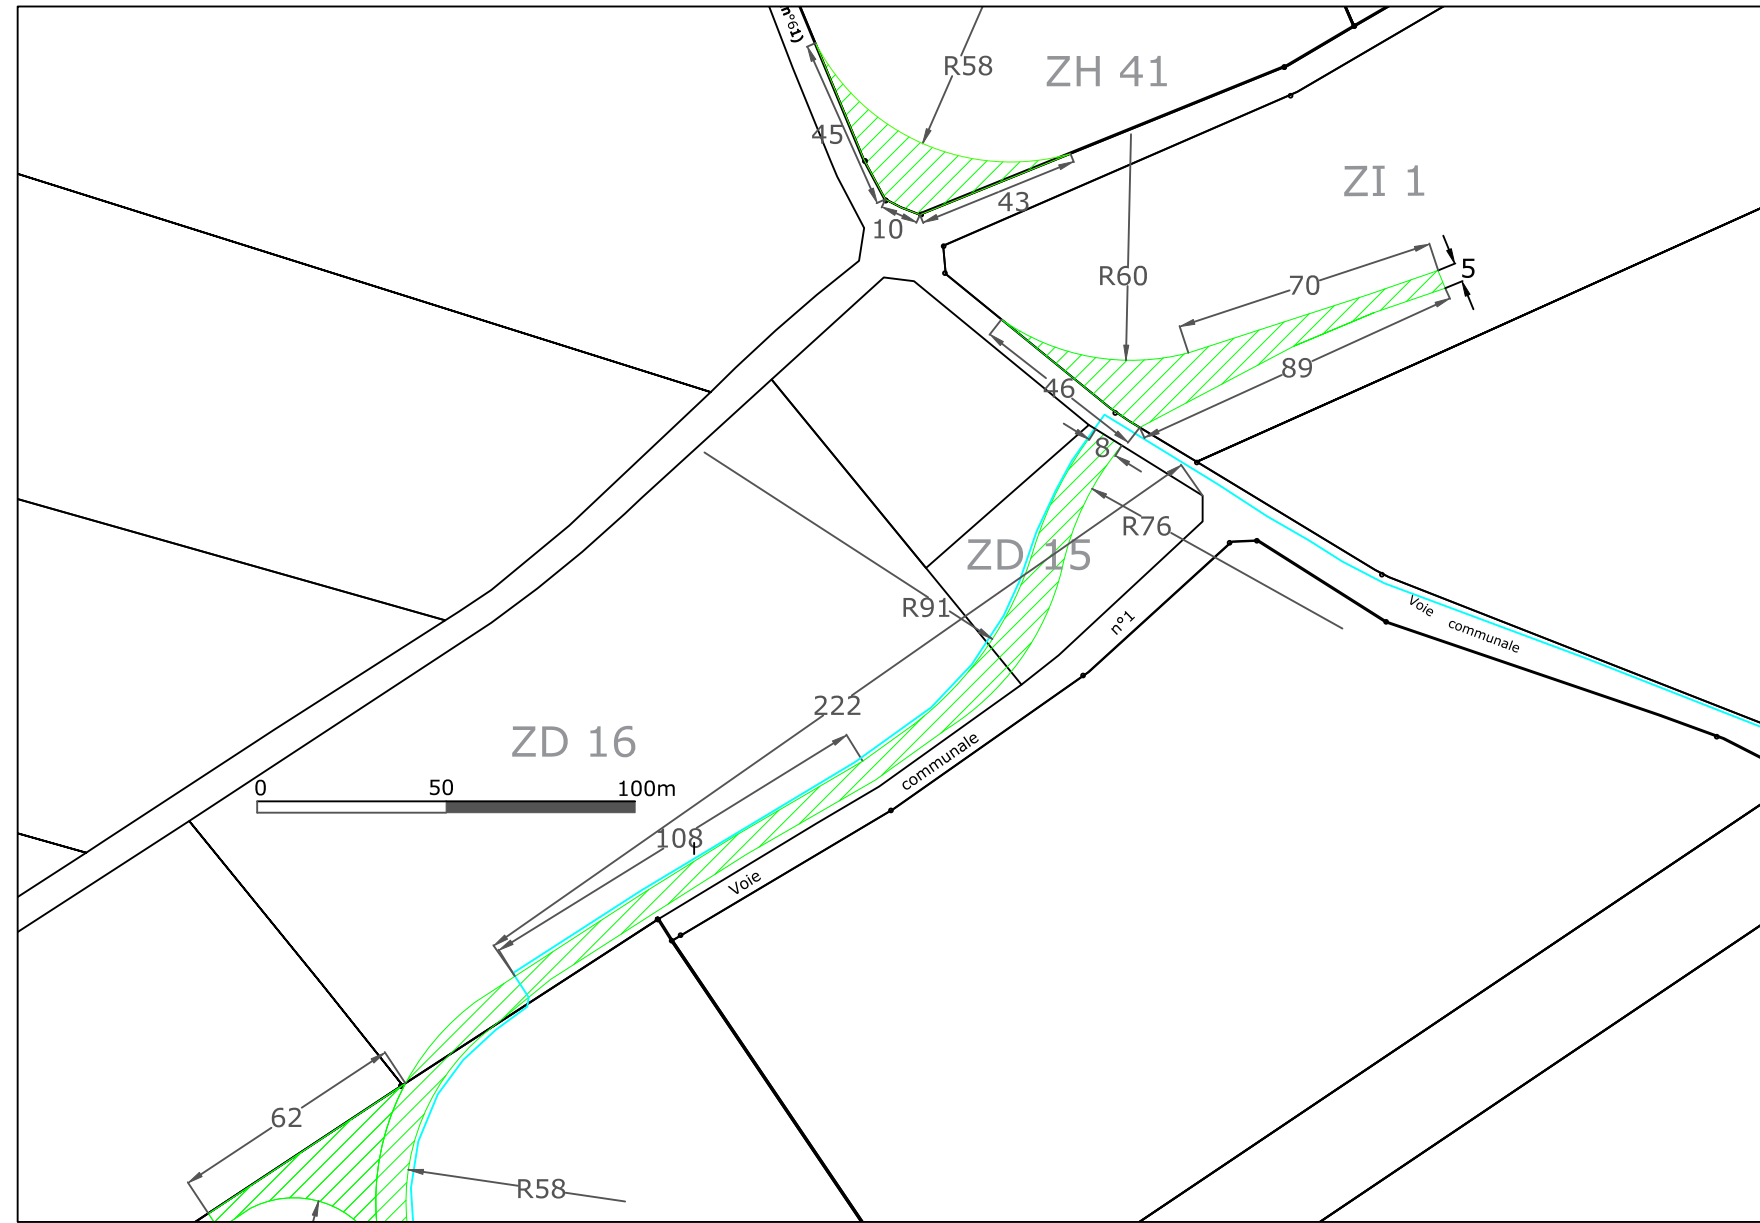 n°61)
R58
ZH 41
45
ZI 1
43
10
5
R60
70
89
46
8
R76
ZD 15
R91
Voie communale
n°1
222
ZD 16
communale
0 50 100m
108
Voie
62
R58